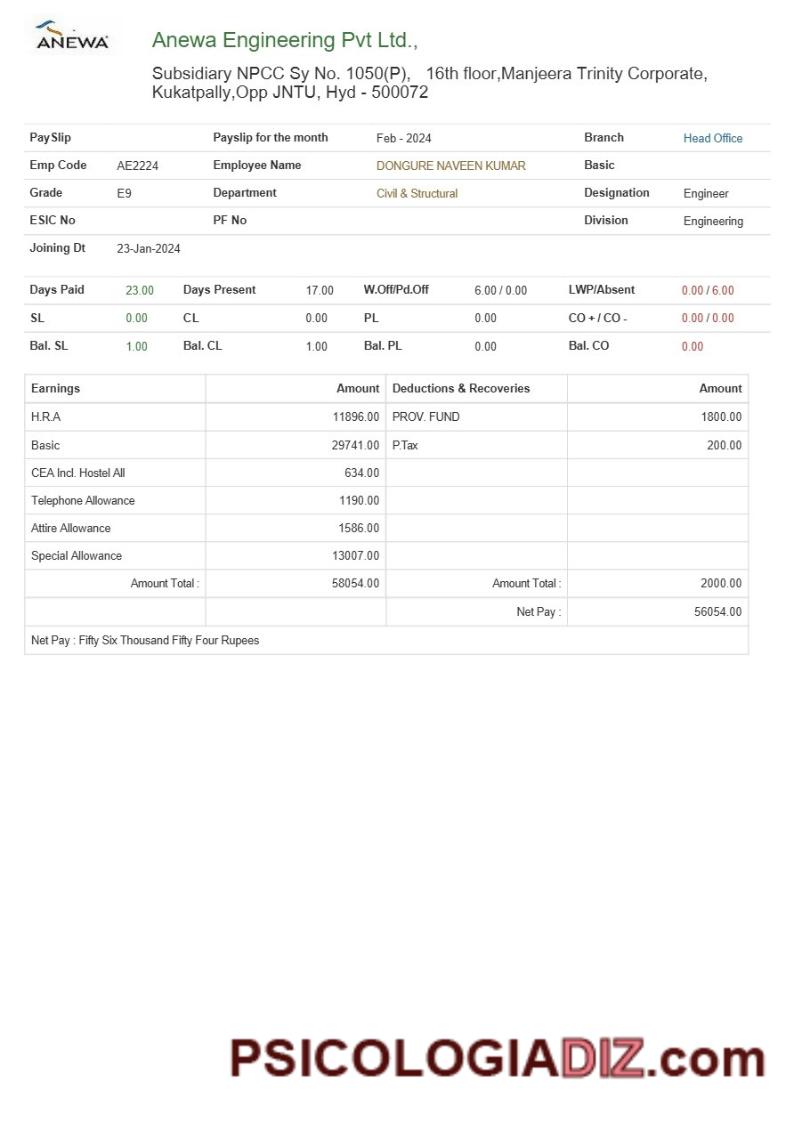 ANEWA
Anewa Engineering Pvt Ltd.,
Subsidiary NPCC Sy No. 1050(P), 16th floor,Manjeera Trinity Corporate,
Kukatpally,Opp JNTU, Hyd - 500072
PaySlip Payslip for the month Feb - 2024 Branch Head Office
Emp Code AE2224 Employee Name DONGURE NAVEEN KUMAR Basic
Grade E9 Department Civil & Structural Designation Engineer
ESIC No PF No Division Engineering
Joining Dt 23-Jan-2024
Days Paid 23.00 Days Present 17.00 W.Off/Pd.Off 6.00 / 0.00 LWP/Absent 0.00 / 6.00
SL 0.00 CL 0.00 PL 0.00 CO + / CO - 0.00 / 0.00
Bal. SL 1.00 Bal. CL 1.00 Bal. PL 0.00 Bal. CO 0.00
Earnings Amount Deductions & Recoveries Amount
H.R.A 11896.00 PROV. FUND 1800.00
Basic 29741.00 P.Tax 200.00
CEA Incl. Hostel All 634.00
Telephone Allowance 1190.00
Attire Allowance 1586.00
Special Allowance 13007.00
Amount Total : 58054.00 Amount Total : 2000.00
Net Pay : 56054.00
Net Pay : Fifty Six Thousand Fifty Four Rupees
PSICOLOGIADIZ.com